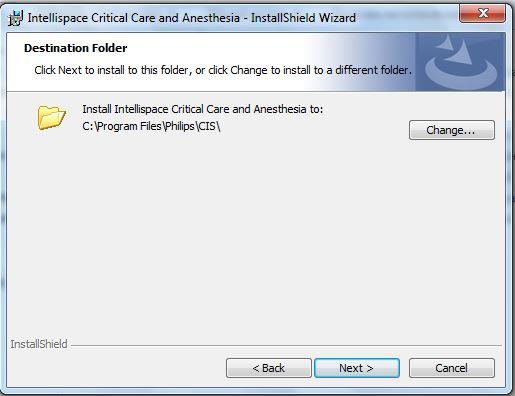 Intellispace Critical Care and Anesthesia - InstallShield Wizard
Destination Folder
Click Next to install to this folder, or click Change to install to a different folder.
Install Intellispace Critical Care and Anesthesia to:
C:\Program Files\Philips\CIS\
Change...
InstallShield
< Back
Next >
Cancel